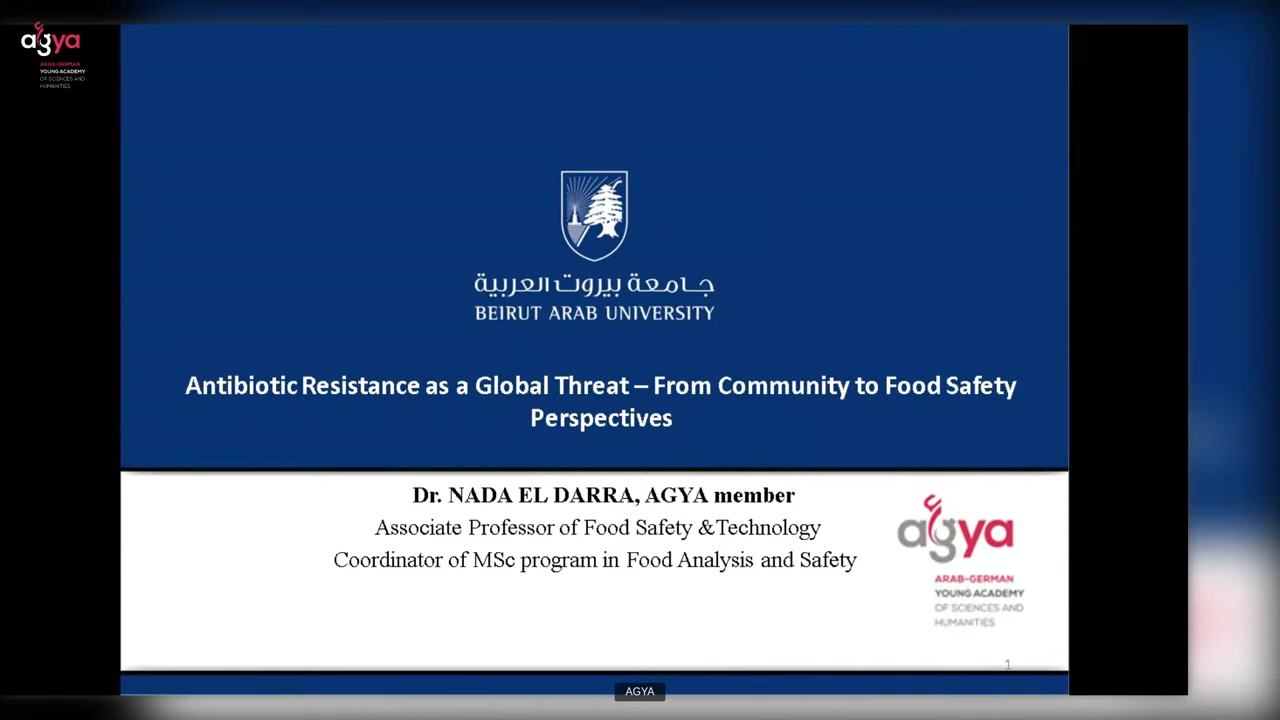 agya
ARAB-GERMAN
YOUNG ACADEMY
OF SCIENCES AND
HUMANITIES
جامعة بيروت العربية
BEIRUT ARAB UNIVERSITY
Antibiotic Resistance as a Global Threat – From Community to Food Safety
Perspectives
Dr. NADA EL DARRA, AGYA member
Associate Professor of Food Safety &Technology
Coordinator of MSc program in Food Analysis and Safety
agya
ARAB-GERMAN
YOUNG ACADEMY
OF SCIENCES AND
HUMANITIES
1
AGYA